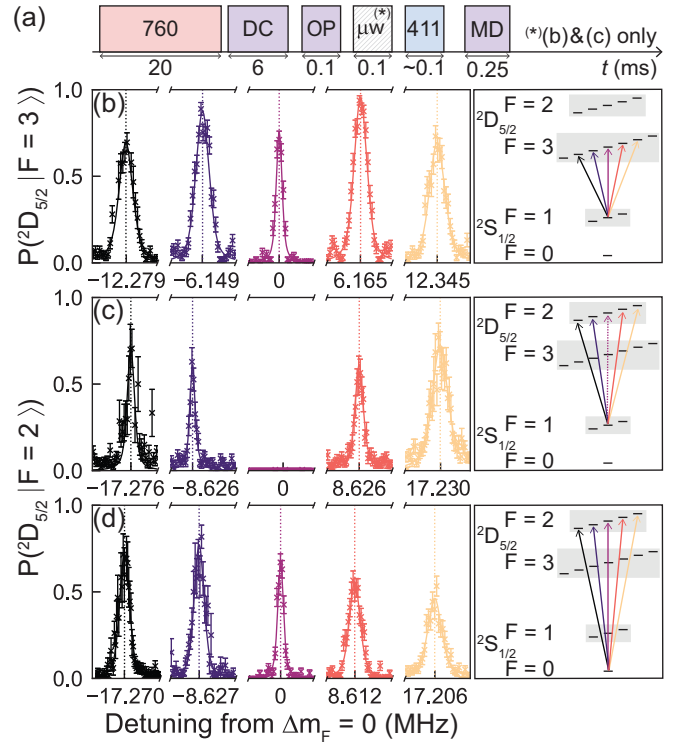 (a)
760 DC OP μw(*) 411 MD (*)(b)&(c) only
20 6 0.1 0.1 ~0.1 0.25 t (ms)
(b)
P(²D5/2 |F = 3 ⟩)
1.0
0.5
0.0
−12.279 −6.149 0 6.165 12.345
²D5/2 F = 2
F = 3
²S1/2 F = 1
F = 0
(c)
P(²D5/2 |F = 2 ⟩)
1.0
0.5
0.0
−17.276 −8.626 0 8.626 17.230
²D5/2 F = 2
F = 3
²S1/2 F = 1
F = 0
(d)
1.0
0.5
0.0
−17.270 −8.627 0 8.612 17.206
²D5/2 F = 2
F = 3
²S1/2 F = 1
F = 0
Detuning from ΔmF = 0 (MHz)